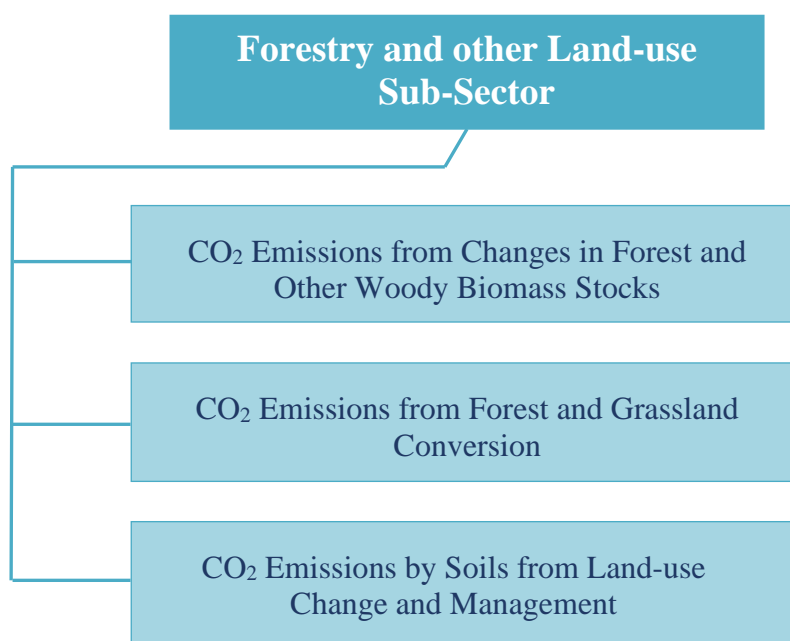 Forestry and other Land-use
Sub-Sector
CO₂ Emissions from Changes in Forest and
Other Woody Biomass Stocks
CO₂ Emissions from Forest and Grassland
Conversion
CO₂ Emissions by Soils from Land-use
Change and Management